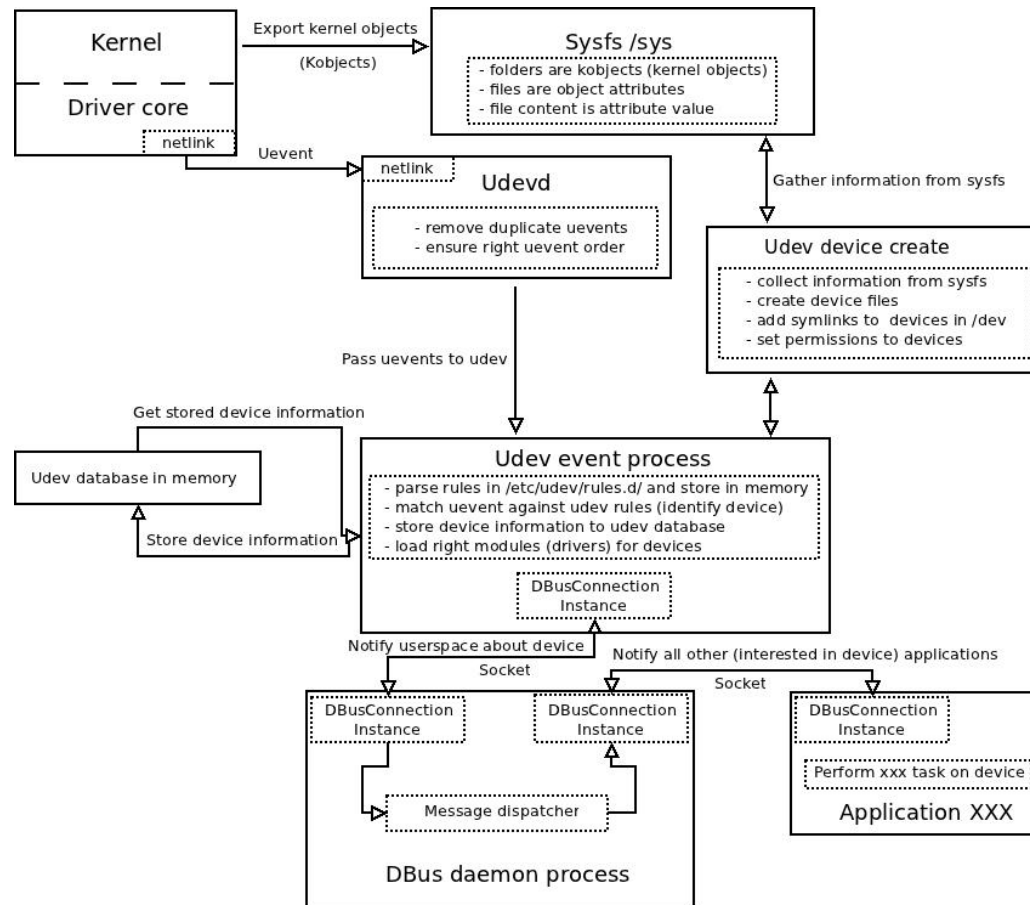 Kernel
Driver core
netlink
Export kernel objects
(Kobjects)
Sysfs /sys
- folders are kobjects (kernel objects)
- files are object attributes
- file content is attribute value
Uevent
netlink
Udevd
- remove duplicate uevents
- ensure right uevent order
Gather information from sysfs
Udev device create
- collect information from sysfs
- create device files
- add symlinks to  devices in /dev
- set permissions to devices
Pass uevents to udev
Get stored device information
Udev database in memory
Store device information
Udev event process
- parse rules in /etc/udev/rules.d/ and store in memory
- match uevent against udev rules (identify device)
- store device information to udev database
- load right modules (drivers) for devices
DBusConnection
Instance
Notify userspace about device
Socket
Notify all other (interested in device) applications
Socket
DBusConnection
Instance
DBusConnection
Instance
Message dispatcher
DBus daemon process
DBusConnection
Instance
Perform xxx task on device
Application XXX